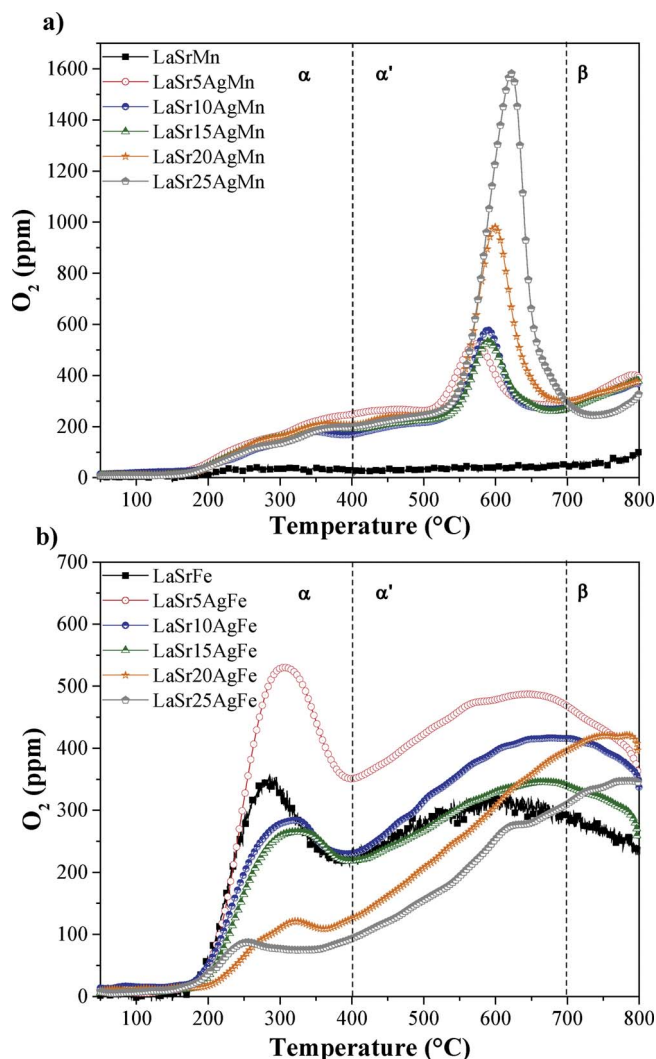 a)
1600
1400
1200
1000
800
600
400
200
0
O₂ (ppm)
α
α'
β
LaSrMn
LaSr5AgMn
LaSr10AgMn
LaSr15AgMn
LaSr20AgMn
LaSr25AgMn
100 200 300 400 500 600 700 800
Temperature (°C)
b)
700
600
500
400
300
200
100
0
O₂ (ppm)
α
α'
β
LaSrFe
LaSr5AgFe
LaSr10AgFe
LaSr15AgFe
LaSr20AgFe
LaSr25AgFe
100 200 300 400 500 600 700 800
Temperature (°C)